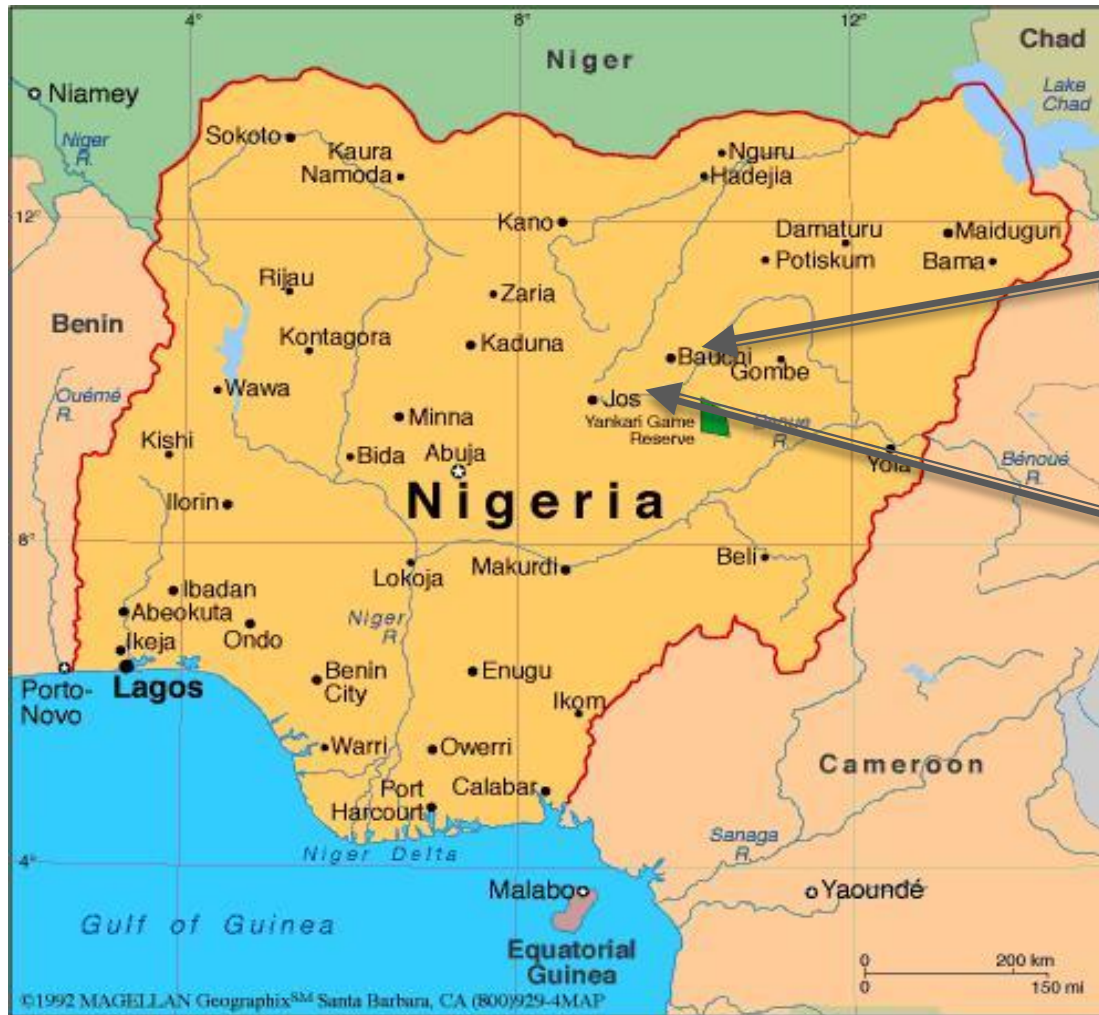 4°
8°
12°
Chad
Niger
Niamey
Lake
Chad
Niger
R.
Sokoto
Kaura
Namoda
Nguru
Hadejia
12°
Kano
Damaturu
Maiduguri
Potiskum
Bama
Rijau
Zaria
Benin
Kontagora
Kaduna
Bauchi
Gombe
Wawa
Jos
Ouémé
R.
Minna
Yankari Game
Reserve
Benue
R.
Kishi
Bida
Abuja
Yola
Bénoué
R.
Nigeria
Ilorin
8°
Lokoja
Makurdi
Beli
Ibadan
Abeokuta
Niger
R.
Ikeja
Ondo
Benin
City
Enugu
Porto-
Novo
Lagos
Ikom
Warri
Owerri
Cameroon
Port
Harcourt
Calabar
Sanaga
R.
4°
Niger Delta
Malabo
Yaoundé
Gulf of Guinea
Equatorial
Guinea
0 200 km
0 150 mi
©1992 MAGELLAN Geographix℠ Santa Barbara, CA (800)929-4MAP